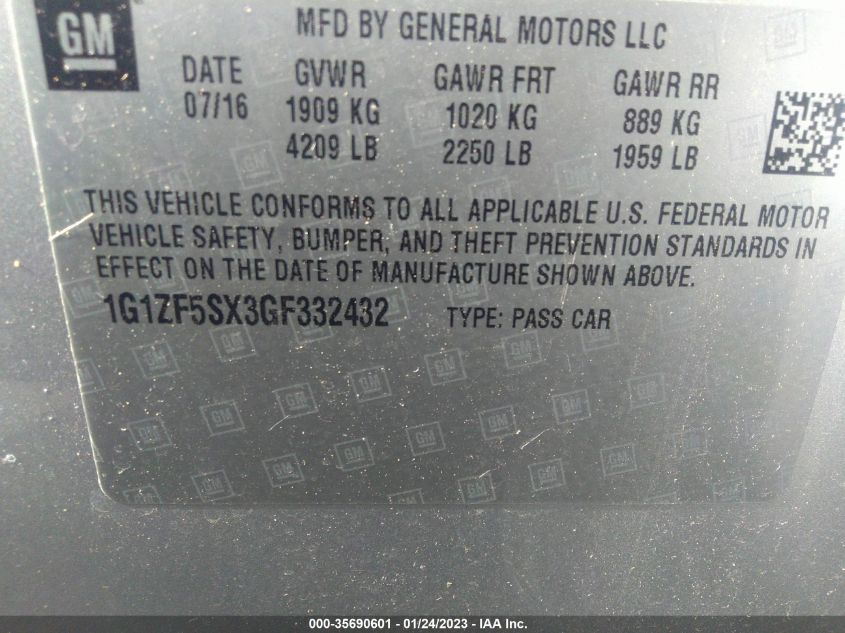 GM
MFD BY GENERAL MOTORS LLC
DATE GVWR GAWR FRT GAWR RR
07/16 1909 KG 1020 KG 889 KG
4209 LB 2250 LB 1959 LB
THIS VEHICLE CONFORMS TO ALL APPLICABLE U.S. FEDERAL MOTOR
VEHICLE SAFETY, BUMPER, AND THEFT PREVENTION STANDARDS IN
EFFECT ON THE DATE OF MANUFACTURE SHOWN ABOVE.
1G1ZF5SX3GF332432 TYPE: PASS CAR
000-35690601 — 01/24/2023 — IAA Inc.